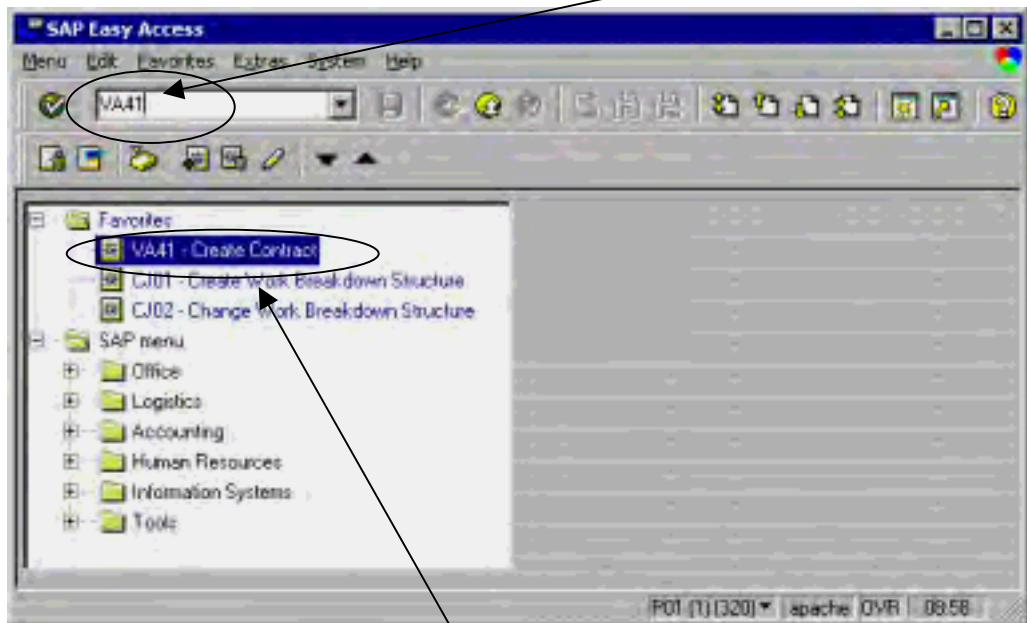 SAP Easy Access
Menu Edit Favorites Extras System Help
VA41
Favorites
VA41 - Create Contract
CJ01 - Create Work Breakdown Structure
CJ02 - Change Work Breakdown Structure
SAP menu
Office
Logistics
Accounting
Human Resources
Information Systems
Tools
P01 (1) (320) apache OVR 08:58